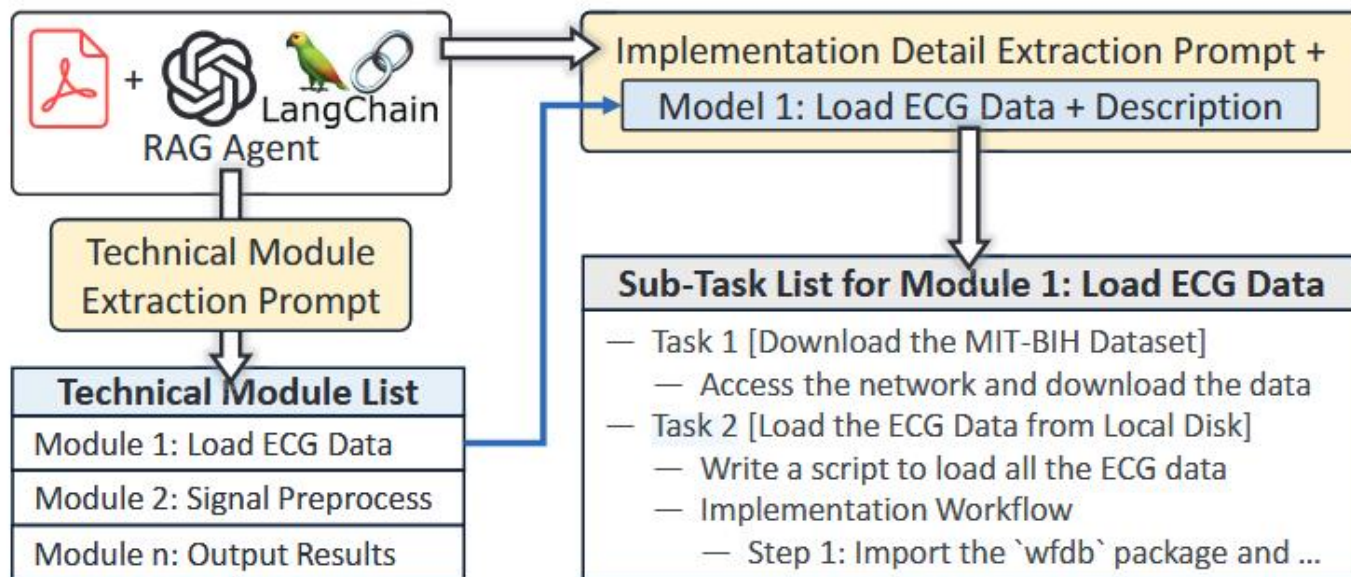 +
LangChain
RAG Agent
Technical Module
Extraction Prompt
Technical Module List
Module 1: Load ECG Data
Module 2: Signal Preprocess
Module n: Output Results
Implementation Detail Extraction Prompt +
Model 1: Load ECG Data + Description
Sub-Task List for Module 1: Load ECG Data
— Task 1 [Download the MIT-BIH Dataset]
— Access the network and download the data
— Task 2 [Load the ECG Data from Local Disk]
— Write a script to load all the ECG data
— Implementation Workflow
— Step 1: Import the `wfdb` package and ...